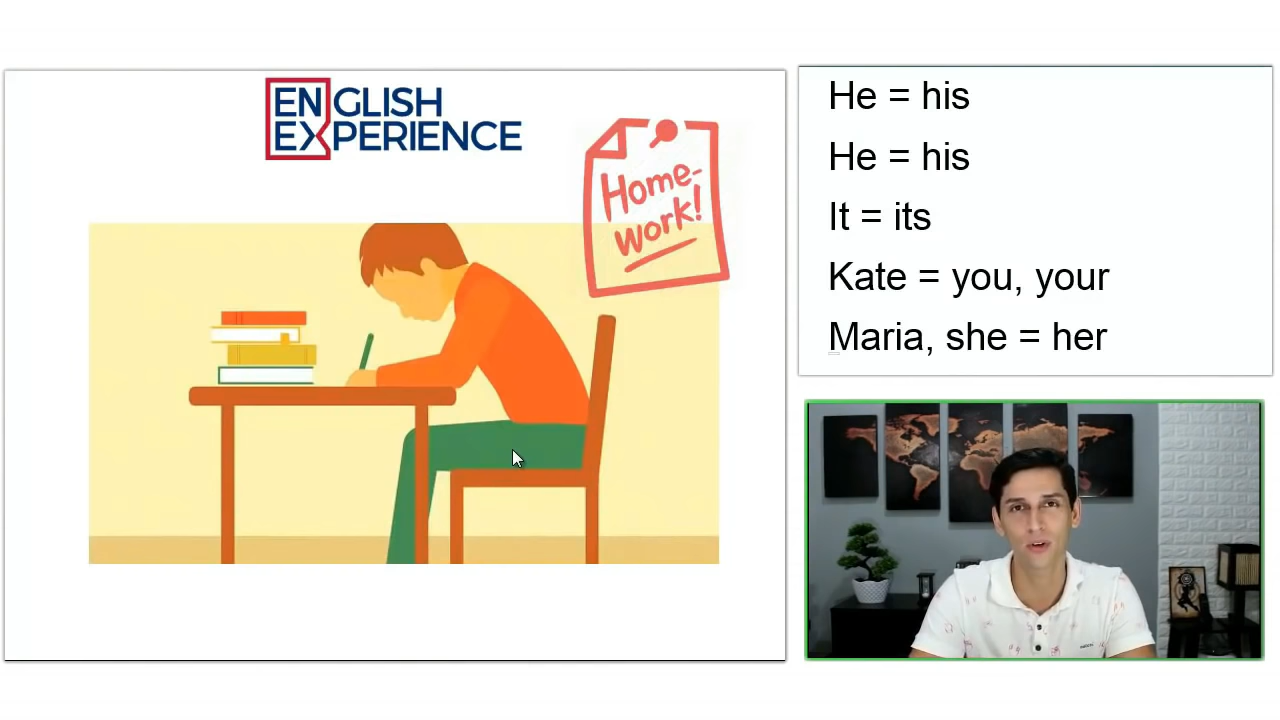 ENGLISH
EXPERIENCE
Home-
work!
He = his
He = his
It = its
Kate = you, your
Maria, she = her